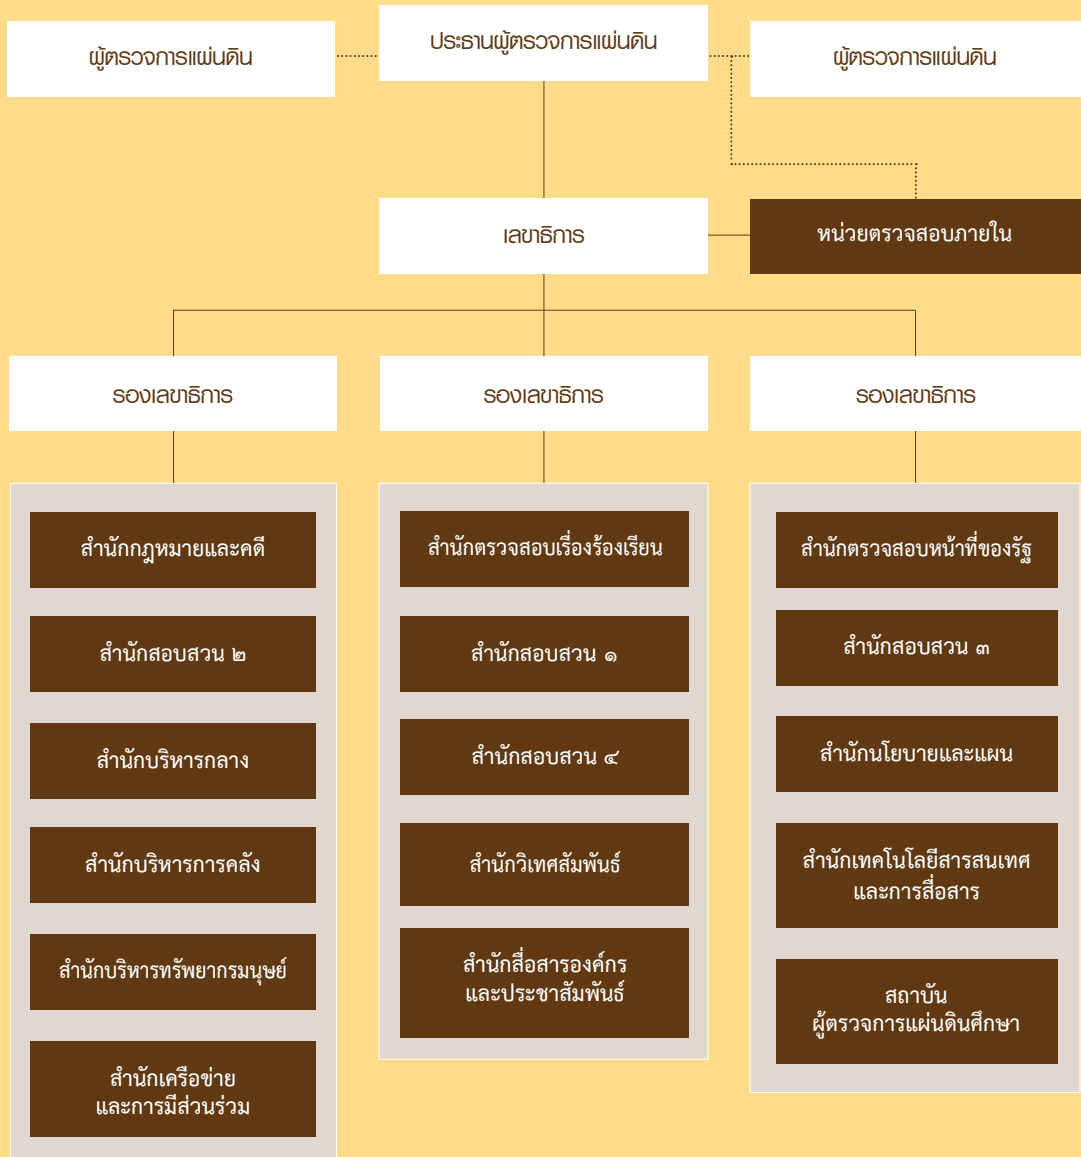 ผู้ตรวจการแผ่นดิน
ประธานผู้ตรวจการแผ่นดิน
ผู้ตรวจการแผ่นดิน
เลขาธิการ
หน่วยตรวจสอบภายใน
รองเลขาธิการ
รองเลขาธิการ
รองเลขาธิการ
สำนักกฎหมายและคดี
สำนักสอบสวน ๒
สำนักบริหารกลาง
สำนักบริหารการคลัง
สำนักบริหารทรัพยากรมนุษย์
สำนักเครือข่าย
และการมีส่วนร่วม
สำนักตรวจสอบเรื่องร้องเรียน
สำนักสอบสวน ๑
สำนักสอบสวน ๔
สำนักวิเทศสัมพันธ์
สำนักสื่อสารองค์กร
และประชาสัมพันธ์
สำนักตรวจสอบหน้าที่ของรัฐ
สำนักสอบสวน ๓
สำนักนโยบายและแผน
สำนักเทคโนโลยีสารสนเทศ
และการสื่อสาร
สถาบัน
ผู้ตรวจการแผ่นดินศึกษา